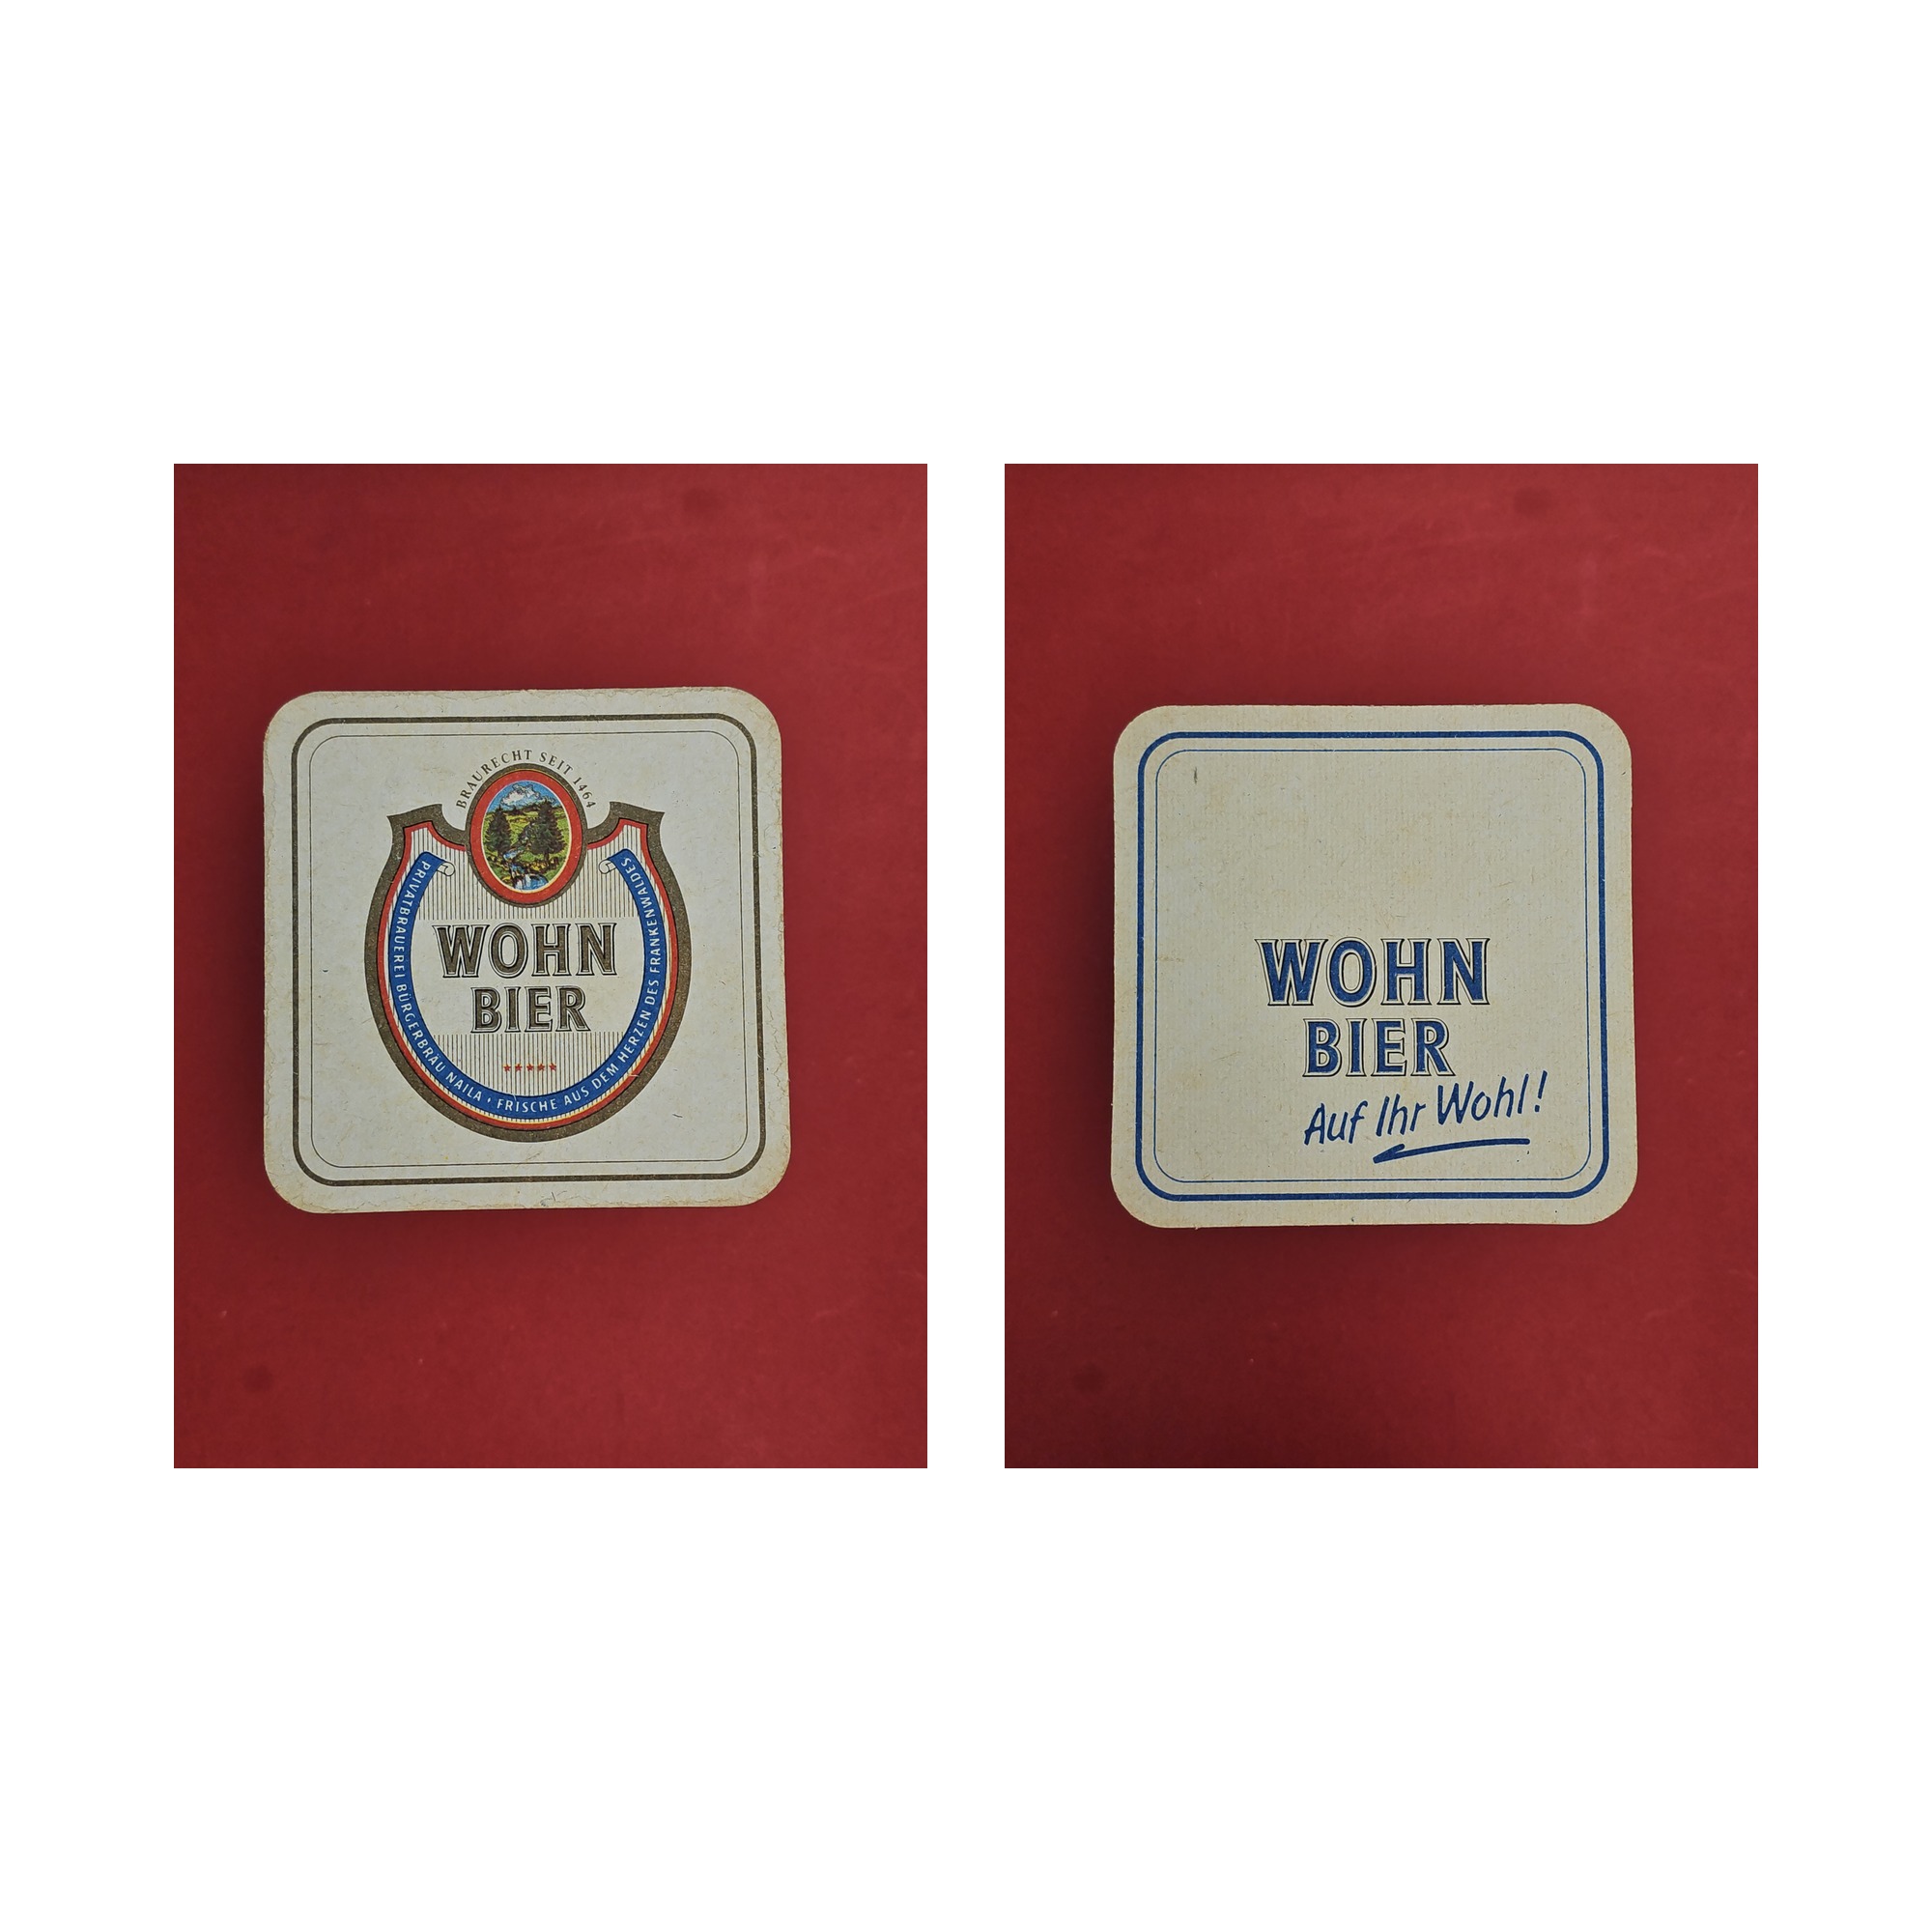 BRAURECHT SEIT 1464
WOHN
BIER
PRIVATBRAUEREI BÜRGERBRÄU NAILA · FRISCHE AUS DEM HERZEN DES FRANKENWALDES
WOHN
BIER
Auf Ihr Wohl!